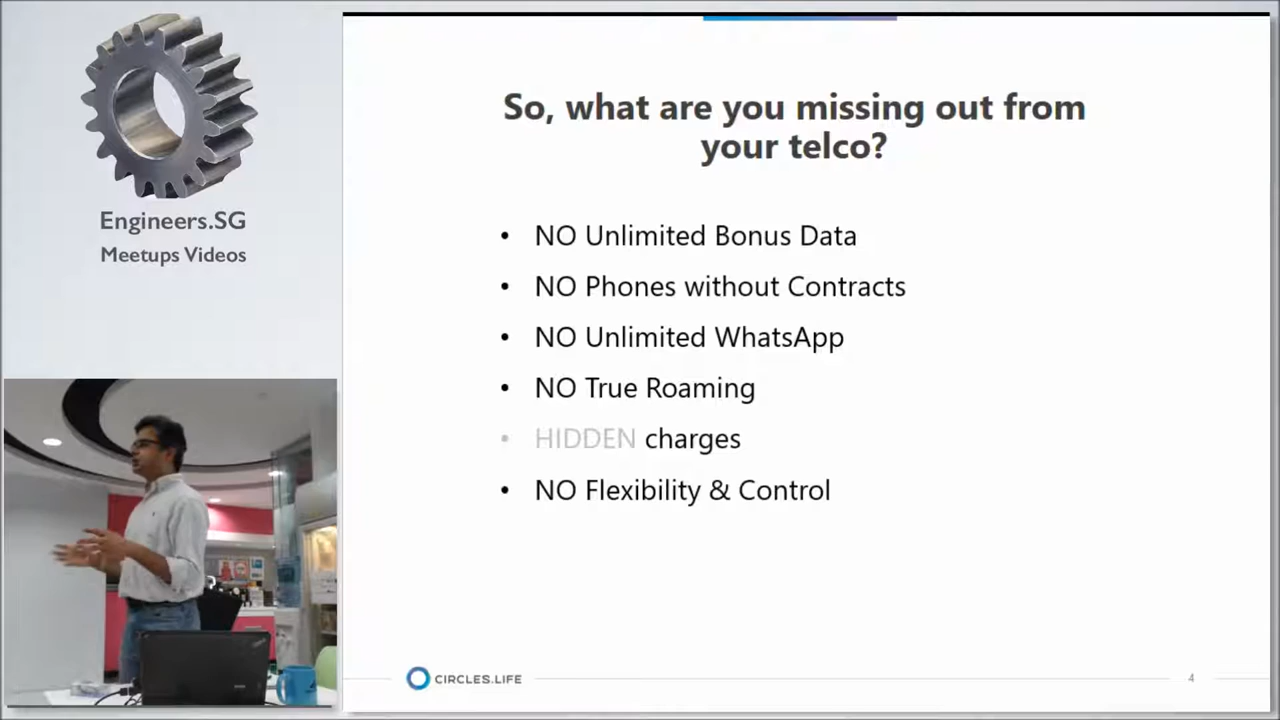 Engineers.SG
Meetups Videos
So, what are you missing out from
your telco?
• NO Unlimited Bonus Data
• NO Phones without Contracts
• NO Unlimited WhatsApp
• NO True Roaming
• HIDDEN charges
• NO Flexibility & Control
CIRCLES.LIFE
4